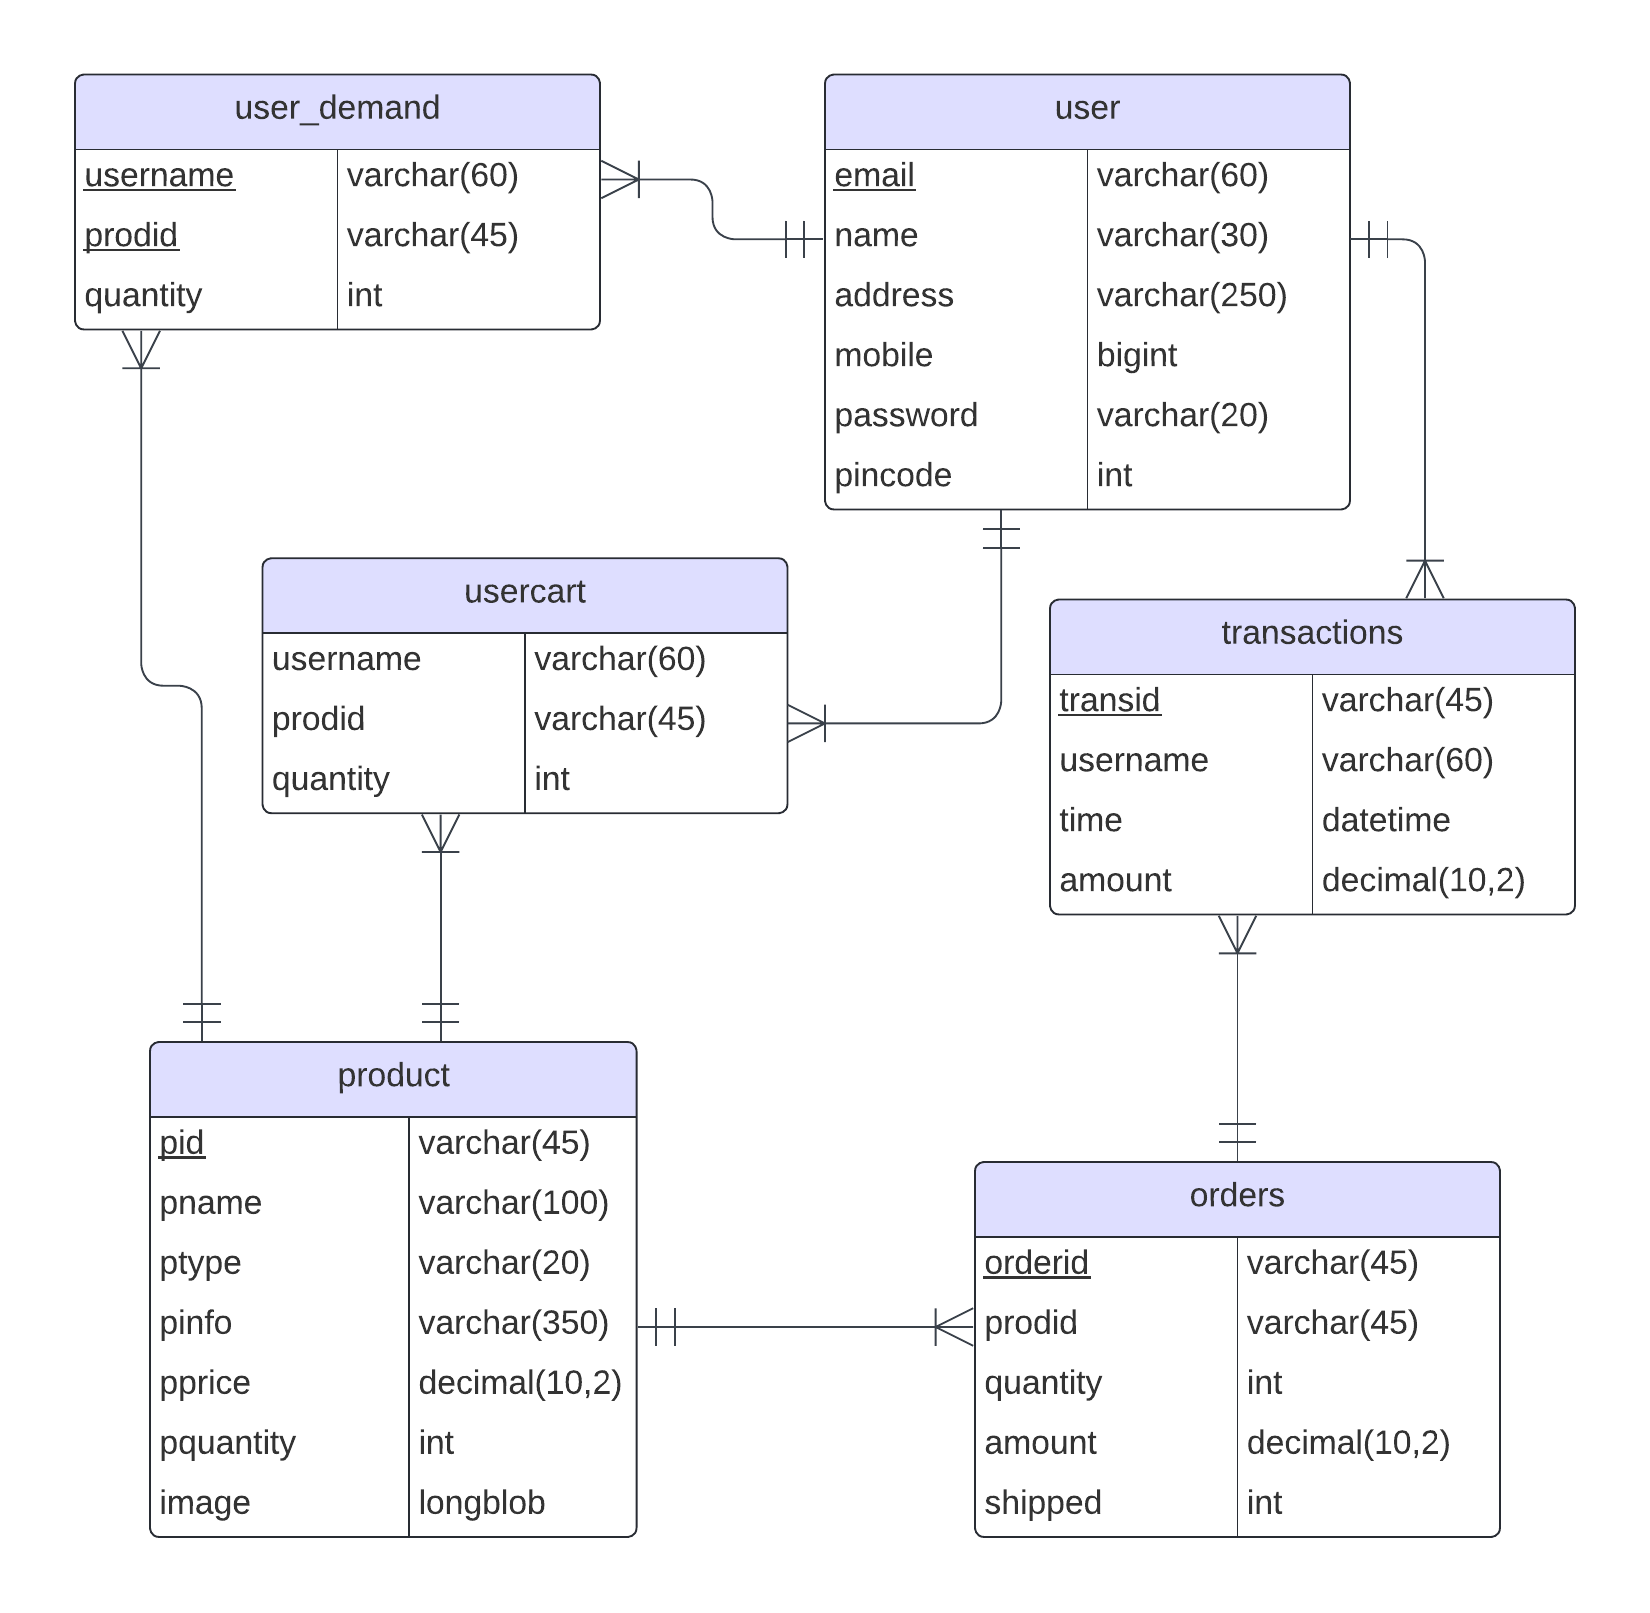 user_demand
username varchar(60)
prodid varchar(45)
quantity int
user
email varchar(60)
name varchar(30)
address varchar(250)
mobile bigint
password varchar(20)
pincode int
usercart
username varchar(60)
prodid varchar(45)
quantity int
transactions
transid varchar(45)
username varchar(60)
time datetime
amount decimal(10,2)
product
pid varchar(45)
pname varchar(100)
ptype varchar(20)
pinfo varchar(350)
pprice decimal(10,2)
pquantity int
image longblob
orders
orderid varchar(45)
prodid varchar(45)
quantity int
amount decimal(10,2)
shipped int